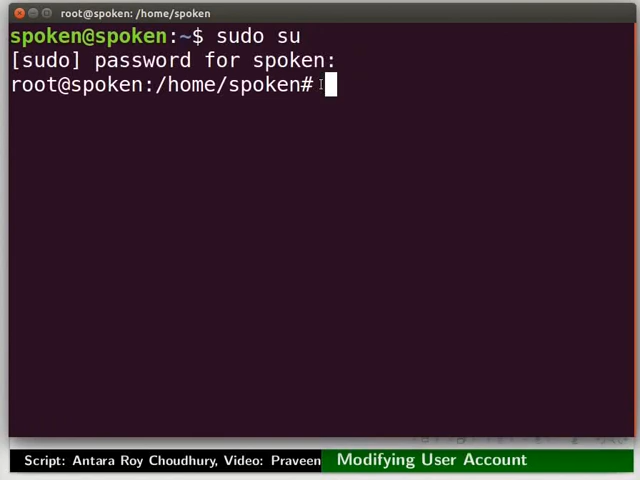 root@spoken: /home/spoken
spoken@spoken:~$ sudo su
[sudo] password for spoken:
root@spoken:/home/spoken#
Script: Antara Roy Choudhury, Video: Praveen
Modifying User Account